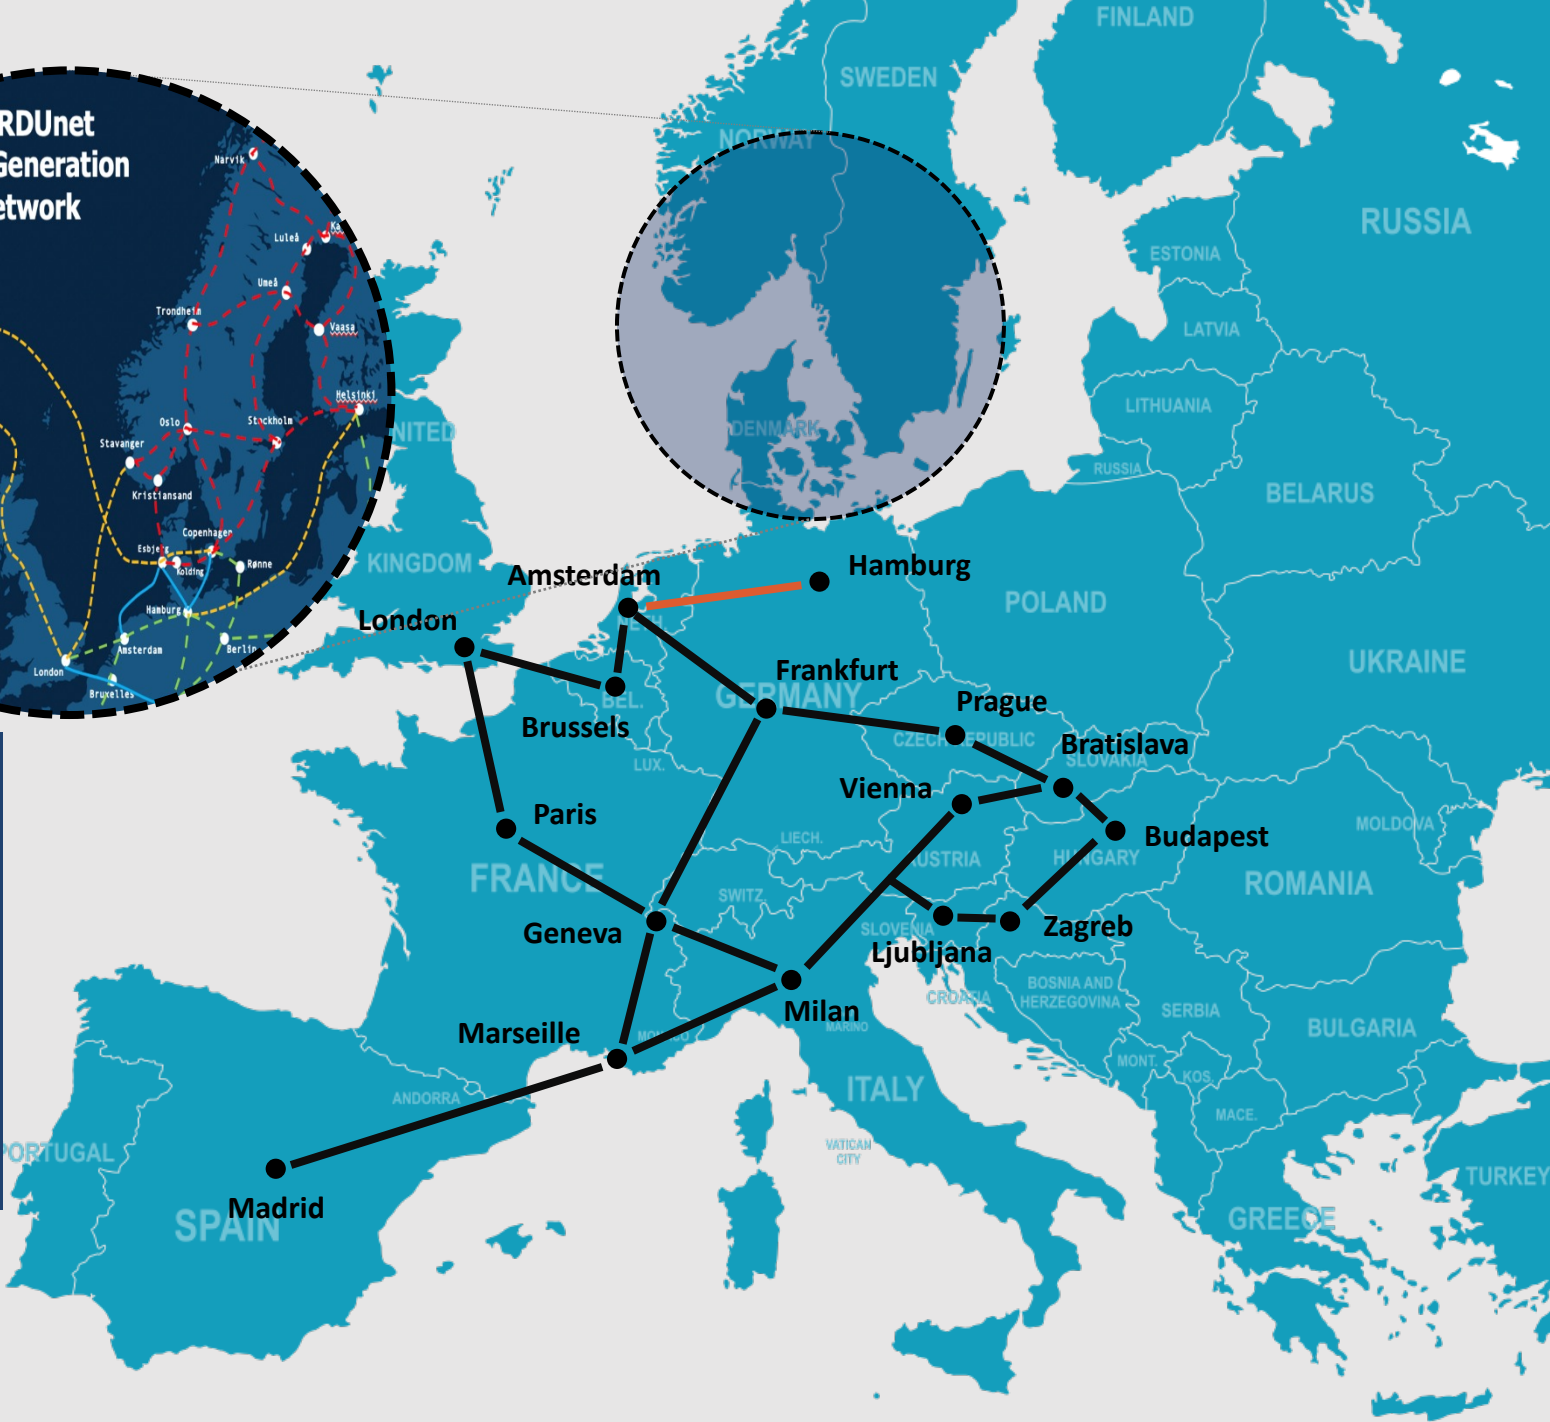 RDUnet
Generation
etwork
Narvik
Ka
Luleå
Umeå
Trondheim
Vaasa
Helsinki
Oslo
Stockholm
Stavanger
Kristiansand
Copenhagen
Esbjerg
Kolding
Rønne
Hamburg
Amsterdam
Berlin
London
Bruxelles
FINLAND
SWEDEN
NORWAY
RUSSIA
ESTONIA
LATVIA
LITHUANIA
RUSSIA
BELARUS
DENMARK
NITED
KINGDOM
Amsterdam
Hamburg
NETH.
POLAND
London
UKRAINE
Frankfurt
GERMANY
BEL.
Brussels
Prague
CZECH REPUBLIC
Bratislava
SLOVAKIA
LUX.
Vienna
Paris
LIECH.
Budapest
MOLDOVA
AUSTRIA
HUNGARY
FRANCE
SWITZ.
ROMANIA
Geneva
SLOVENIA
Ljubljana
Zagreb
CROATIA
BOSNIA AND
HERZEGOVINA
SERBIA
BULGARIA
Milan
MARINO
Marseille
MONACO
MONT.
KOS.
MACE.
ANDORRA
ITALY
VATICAN
CITY
PORTUGAL
Madrid
SPAIN
TURKEY
GREECE